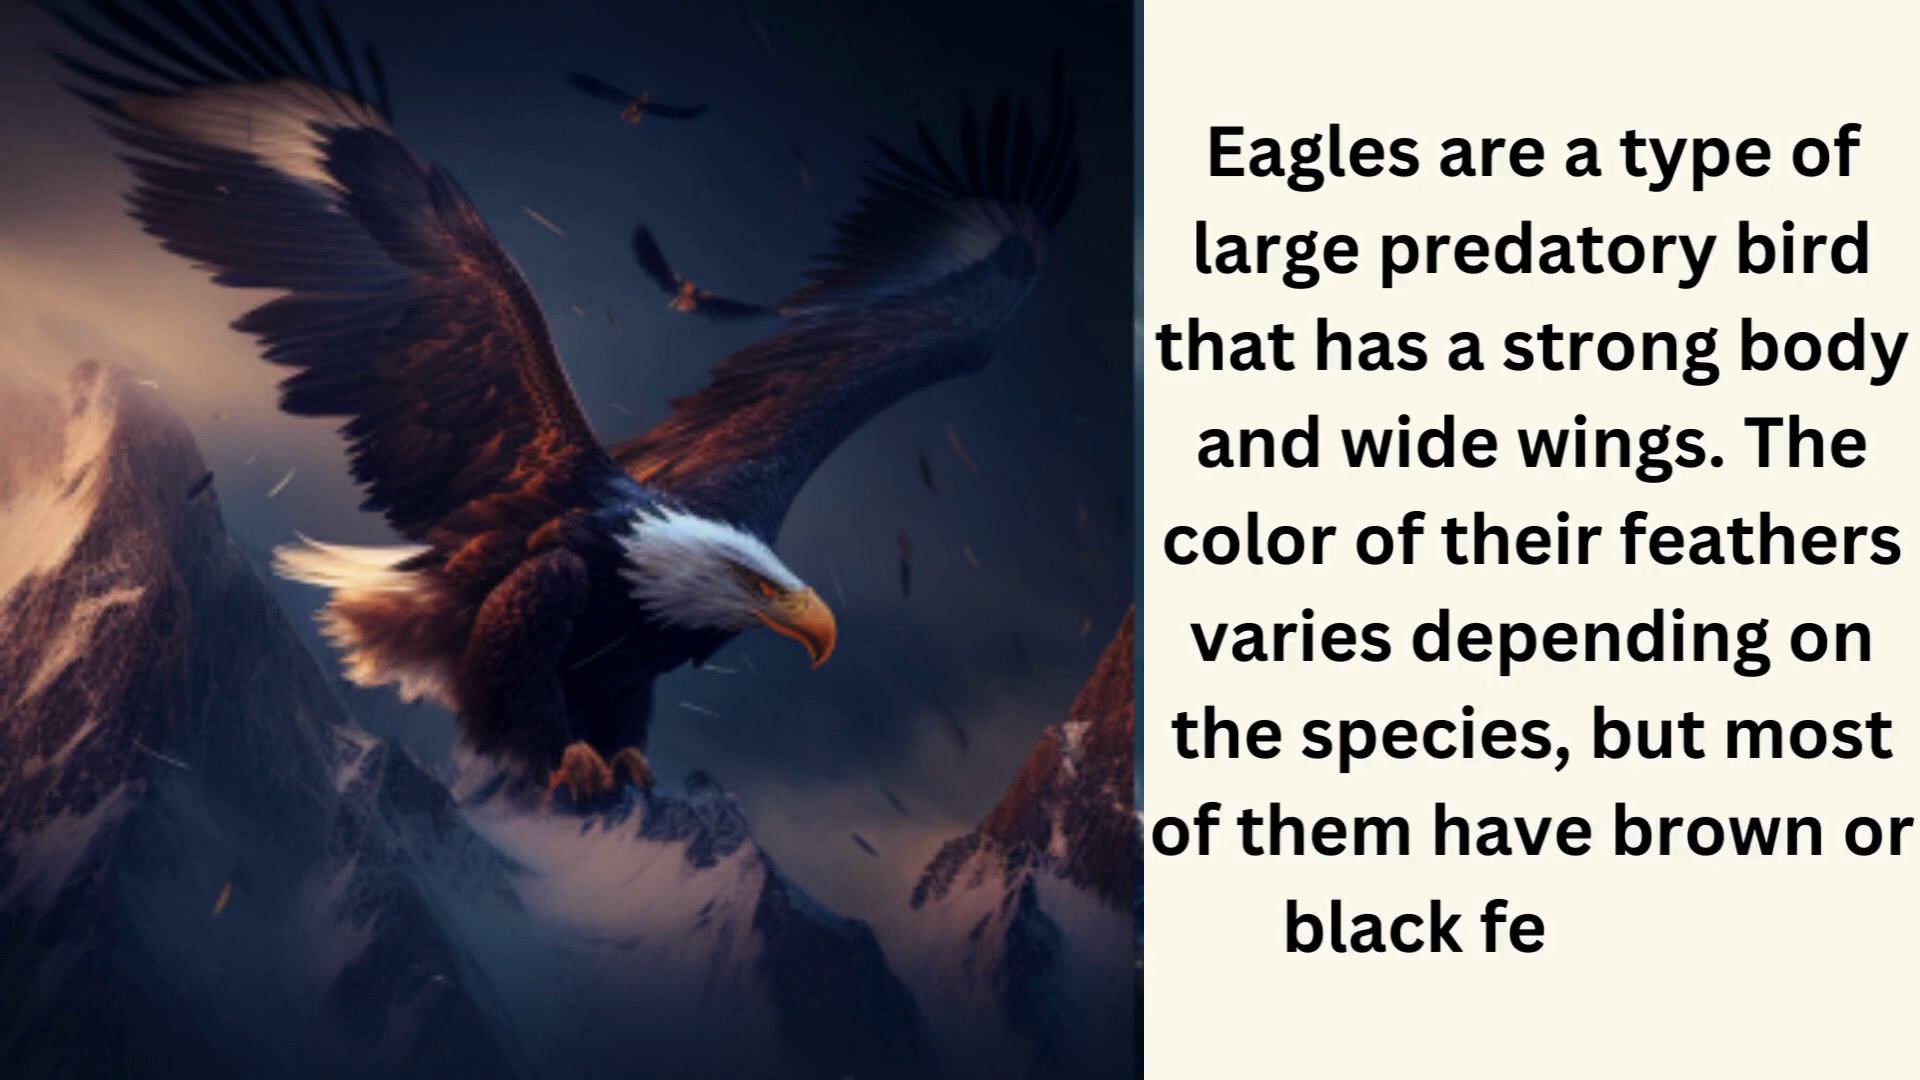 Eagles are a type of
large predatory bird
that has a strong body
and wide wings. The
color of their feathers
varies depending on
the species, but most
of them have brown or
black fe